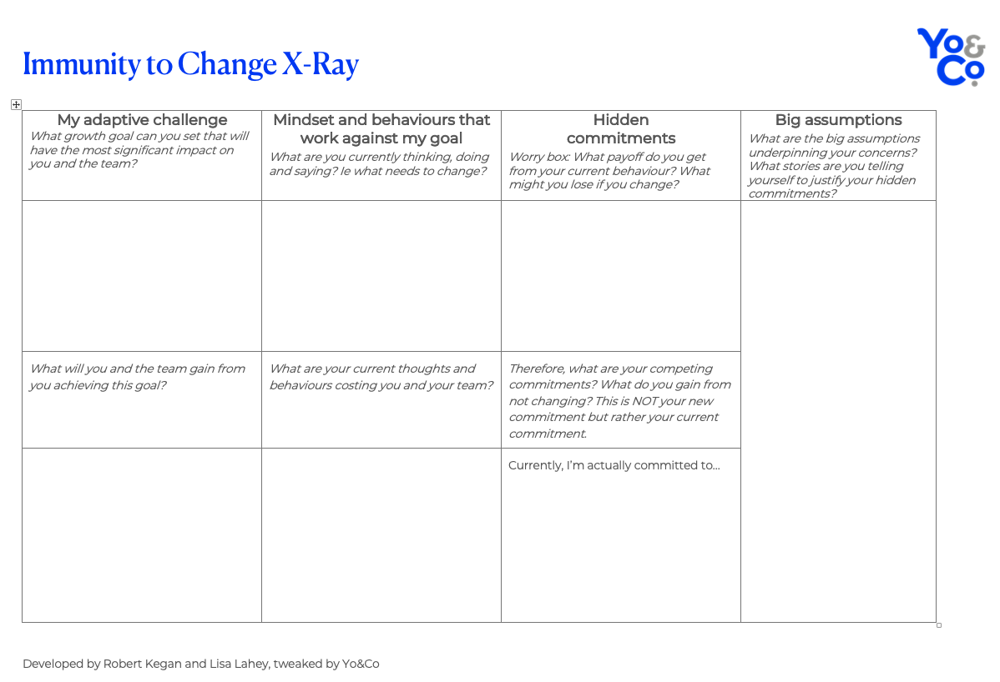 Yo&
Co
Immunity to Change X-Ray
My adaptive challenge
What growth goal can you set that will
have the most significant impact on
you and the team?
Mindset and behaviours that
work against my goal
What are you currently thinking, doing
and saying? Ie what needs to change?
Hidden
commitments
Worry box: What payoff do you get
from your current behaviour? What
might you lose if you change?
Big assumptions
What are the big assumptions
underpinning your concerns?
What stories are you telling
yourself to justify your hidden
commitments?
What will you and the team gain from
you achieving this goal?
What are your current thoughts and
behaviours costing you and your team?
Therefore, what are your competing
commitments? What do you gain from
not changing? This is NOT your new
commitment but rather your current
commitment.
Currently, I'm actually committed to...
Developed by Robert Kegan and Lisa Lahey, tweaked by Yo&Co